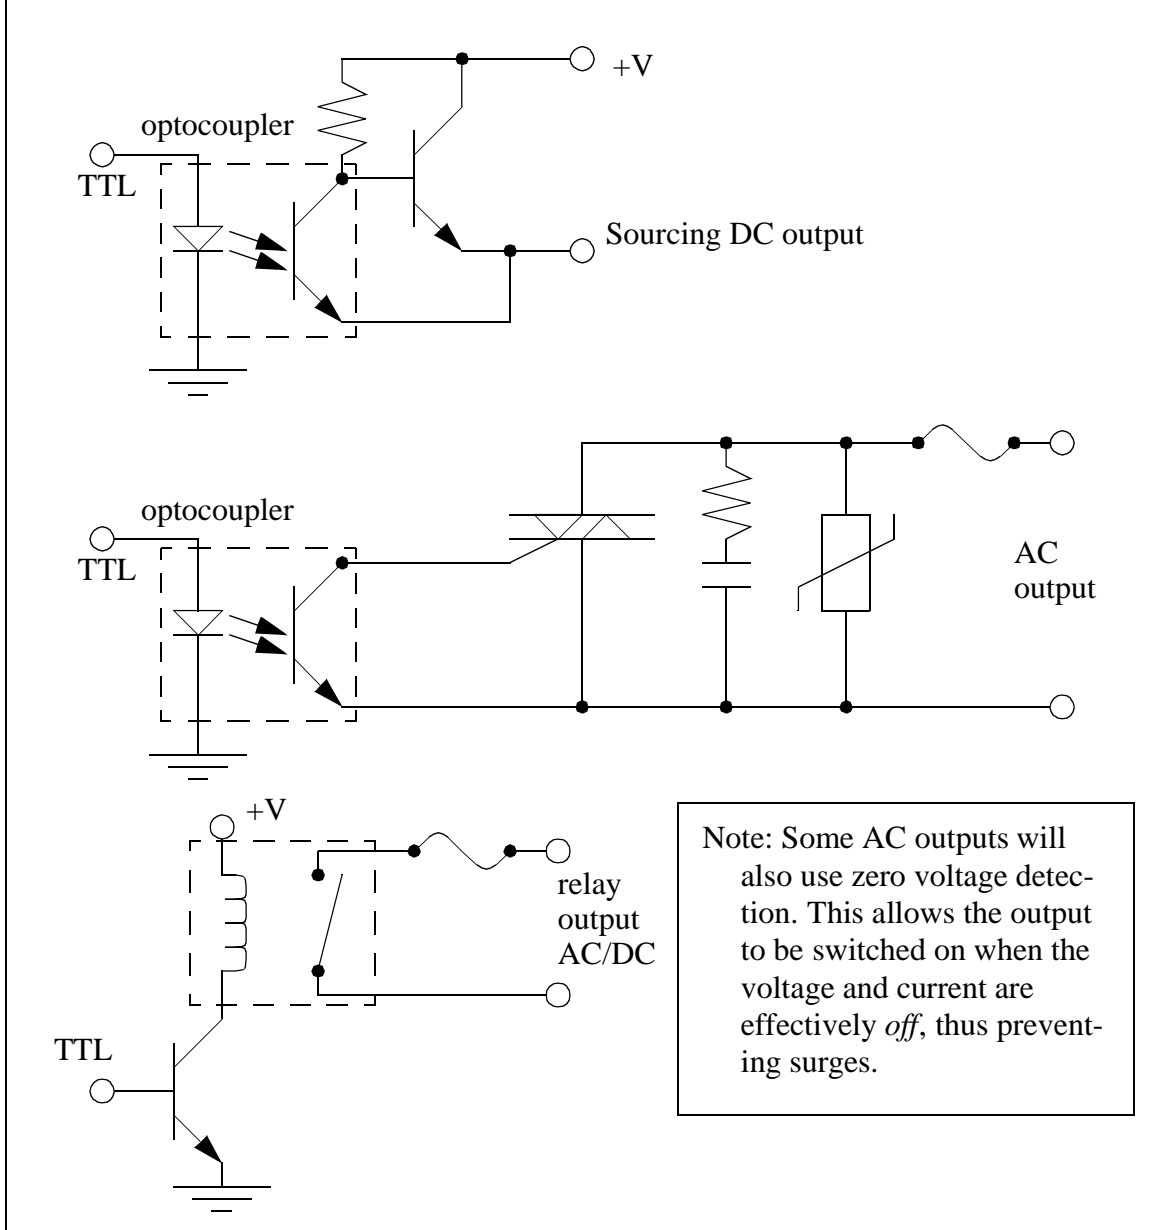 +V
optocoupler
TTL
Sourcing DC output
optocoupler
TTL
AC
output
+V
relay
output
AC/DC
TTL
Note: Some AC outputs will
also use zero voltage detec-
tion. This allows the output
to be switched on when the
voltage and current are
effectively off, thus prevent-
ing surges.